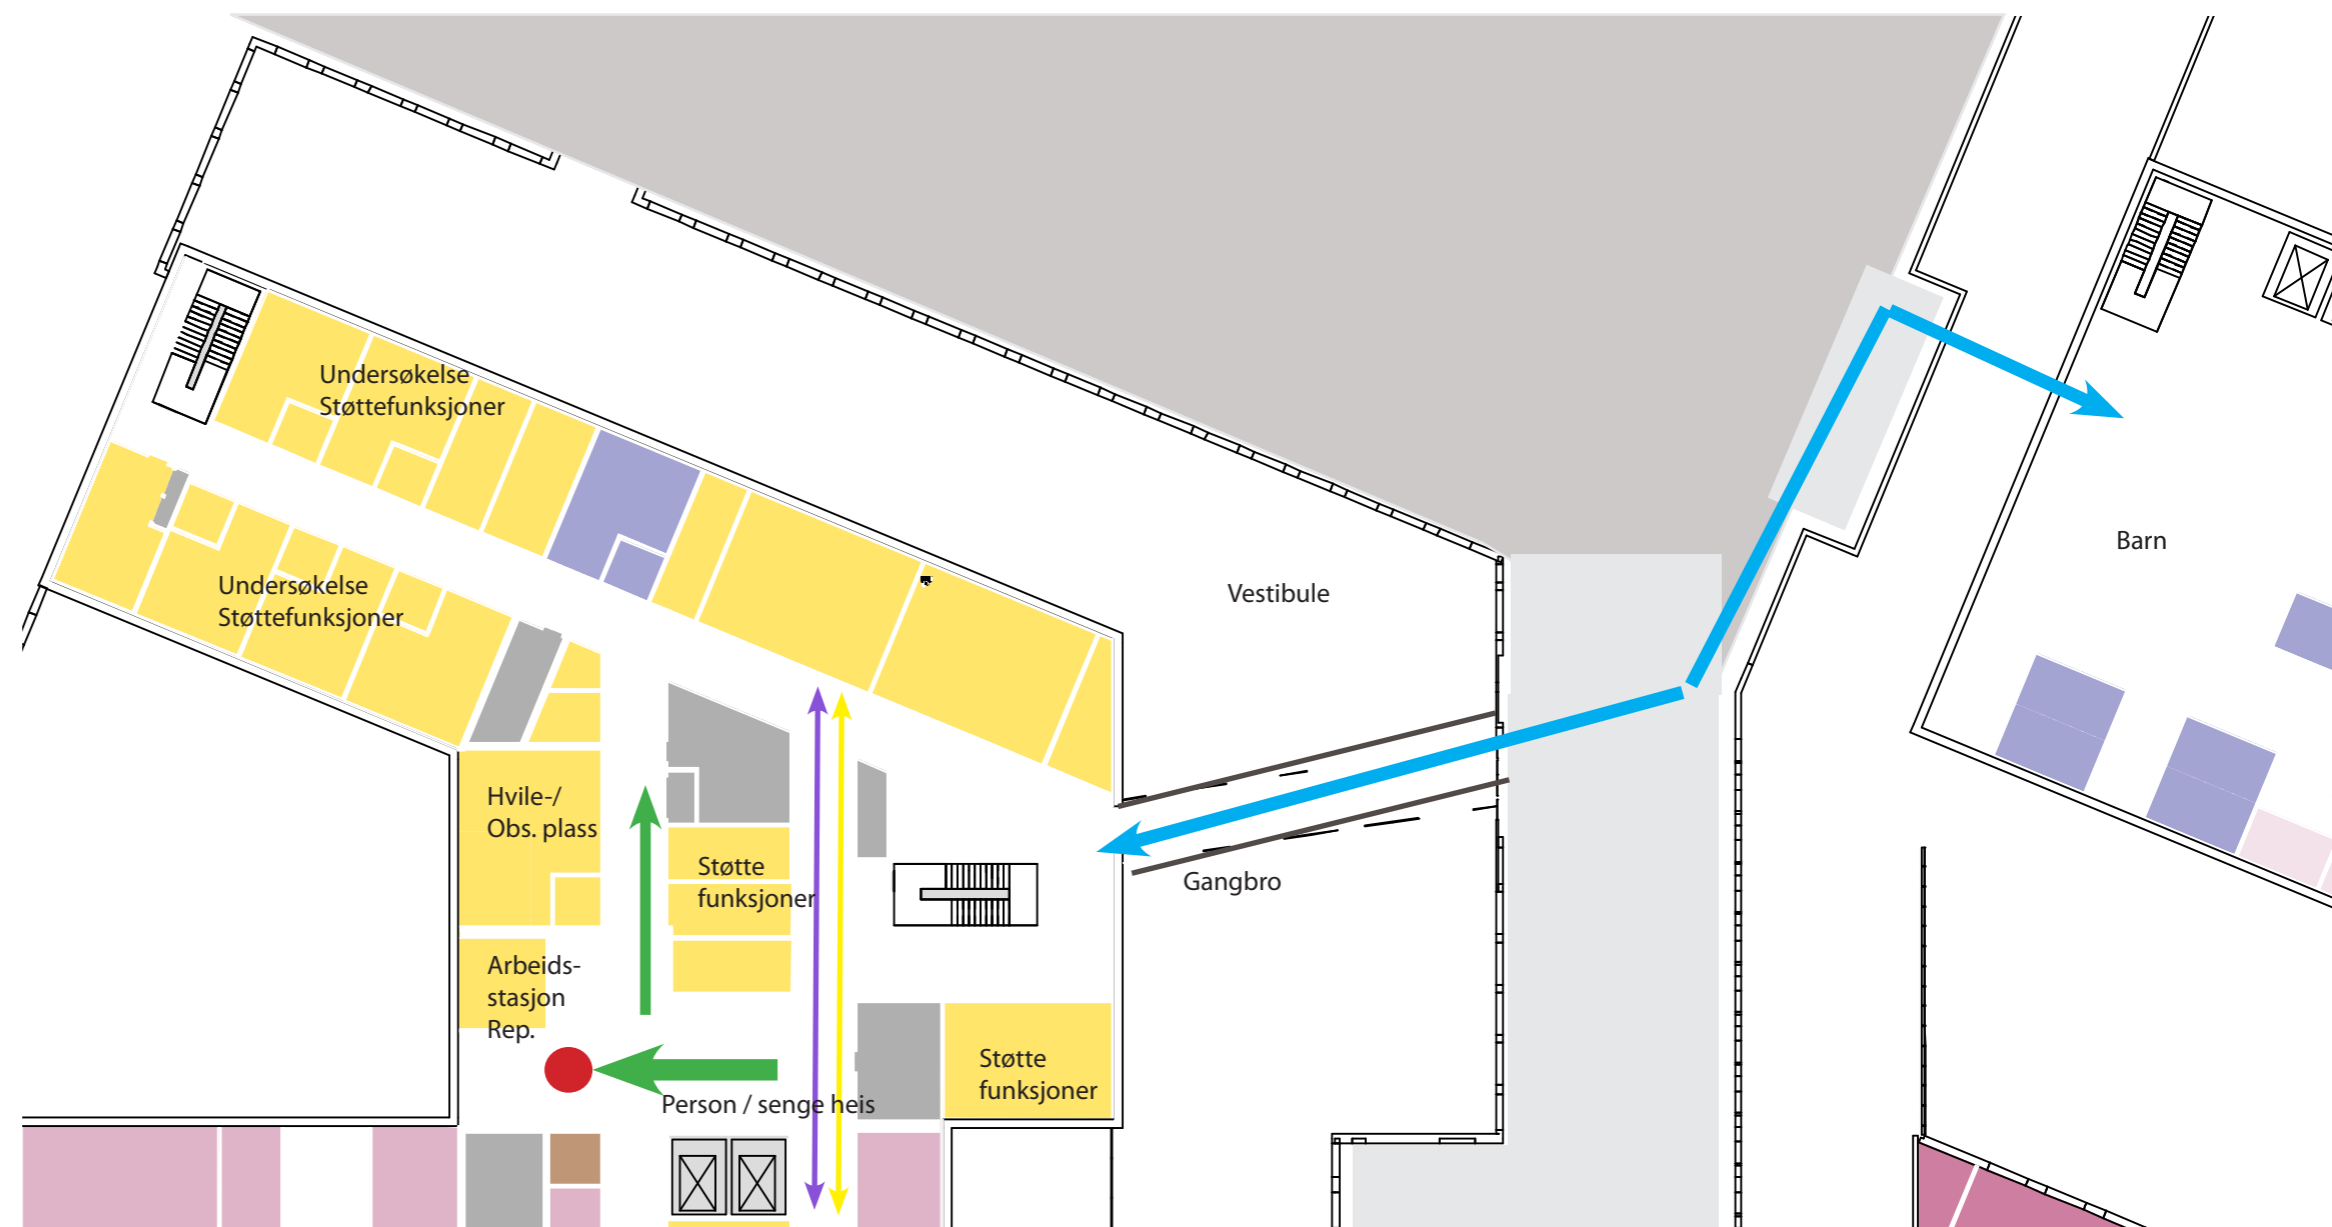 Undersøkelse
Støttefunksjoner
Undersøkelse
Støttefunksjoner
Vestibule
Barn
Hvile-/
Obs. plass
Støtte
funksjoner
Gangbro
Arbeids-
stasjon
Rep.
Støtte
funksjoner
Person / senge heis